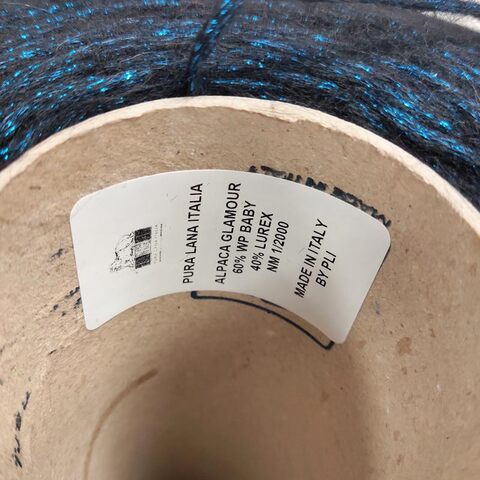 PURA LANA ITALIA
ALPACA GLAMOUR
60% WP BABY
40% LUREX
NM 1/2000
MADE IN ITALY
BY PLI